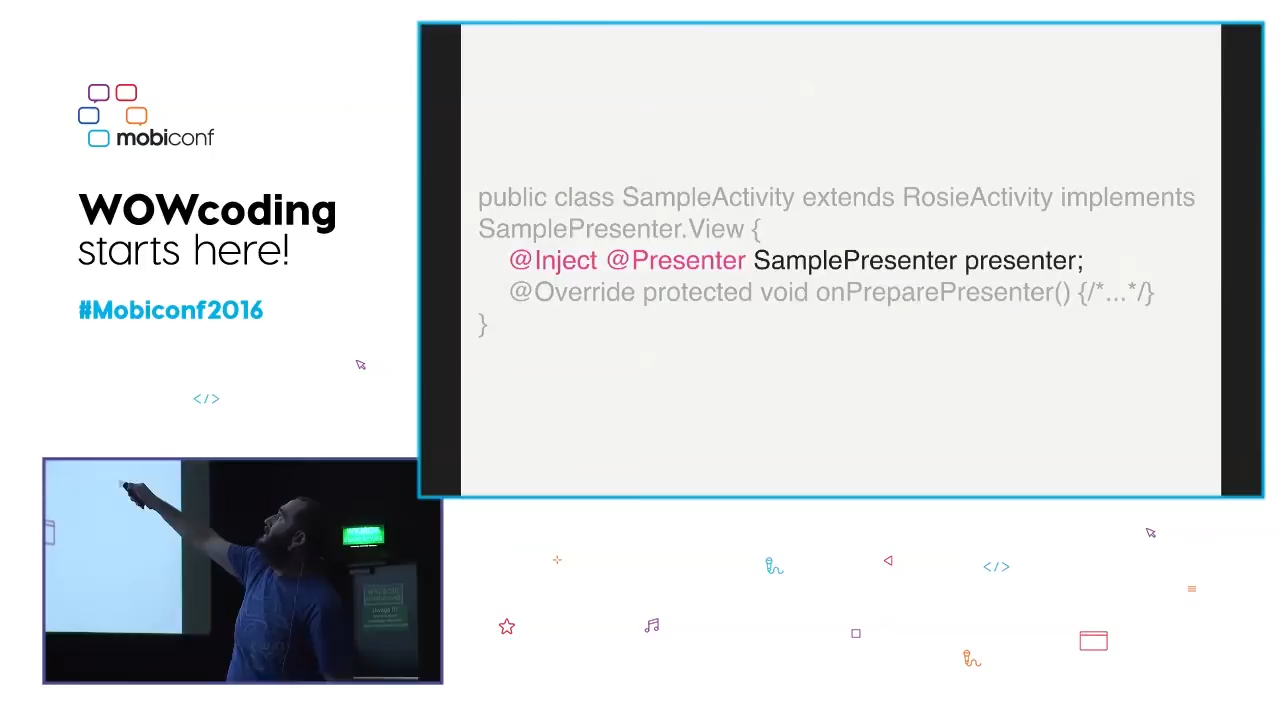 mobiconf
WOWcoding
starts here!
#Mobiconf2016
</>
public class SampleActivity extends RosieActivity implements
SamplePresenter.View {
@Inject @Presenter SamplePresenter presenter;
@Override protected void onPreparePresenter() {/*...*/}
}
</>